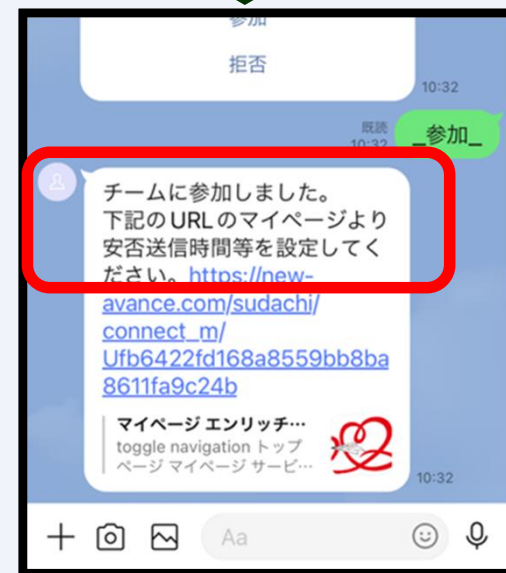 参加
拒否
10:32
既読
10:32
_参加_
チームに参加しました。
下記のURLのマイページより
安否送信時間等を設定してく
ださい。https://new-
avance.com/sudachi/
connect_m/
Ufb6422fd168a8559bb8ba
8611fa9c24b
マイページ エンリッチ…
toggle navigation トップ
ページ マイページ サービ…
10:32
Aa